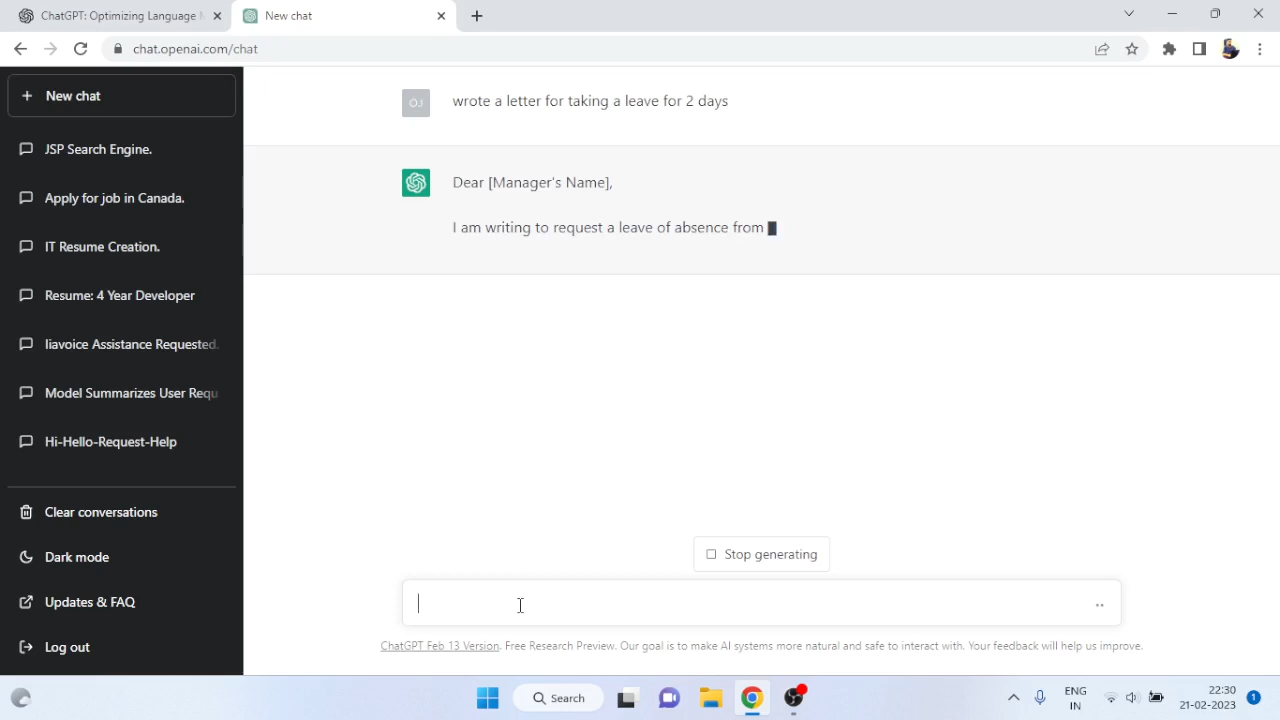 ChatGPT: Optimizing Language
New chat
chat.openai.com/chat
New chat
JSP Search Engine.
Apply for job in Canada.
IT Resume Creation.
Resume: 4 Year Developer
liavoice Assistance Requested.
Model Summarizes User Requ
Hi-Hello-Request-Help
Clear conversations
Dark mode
Updates & FAQ
Log out
OJ
wrote a letter for taking a leave for 2 days
Dear [Manager's Name],
I am writing to request a leave of absence from
Stop generating
ChatGPT Feb 13 Version. Free Research Preview. Our goal is to make AI systems more natural and safe to interact with. Your feedback will help us improve.
Search
ENG
IN
22:30
21-02-2023
1